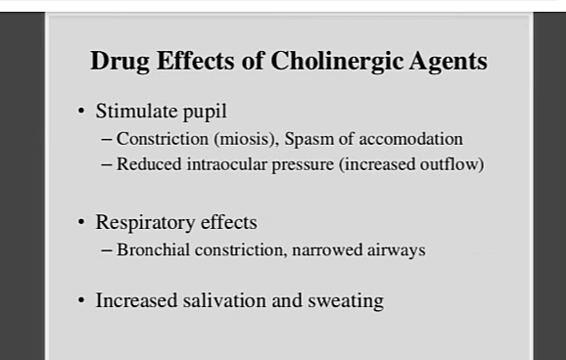 Drug Effects of Cholinergic Agents
• Stimulate pupil
– Constriction (miosis), Spasm of accomodation
– Reduced intraocular pressure (increased outflow)
• Respiratory effects
– Bronchial constriction, narrowed airways
• Increased salivation and sweating